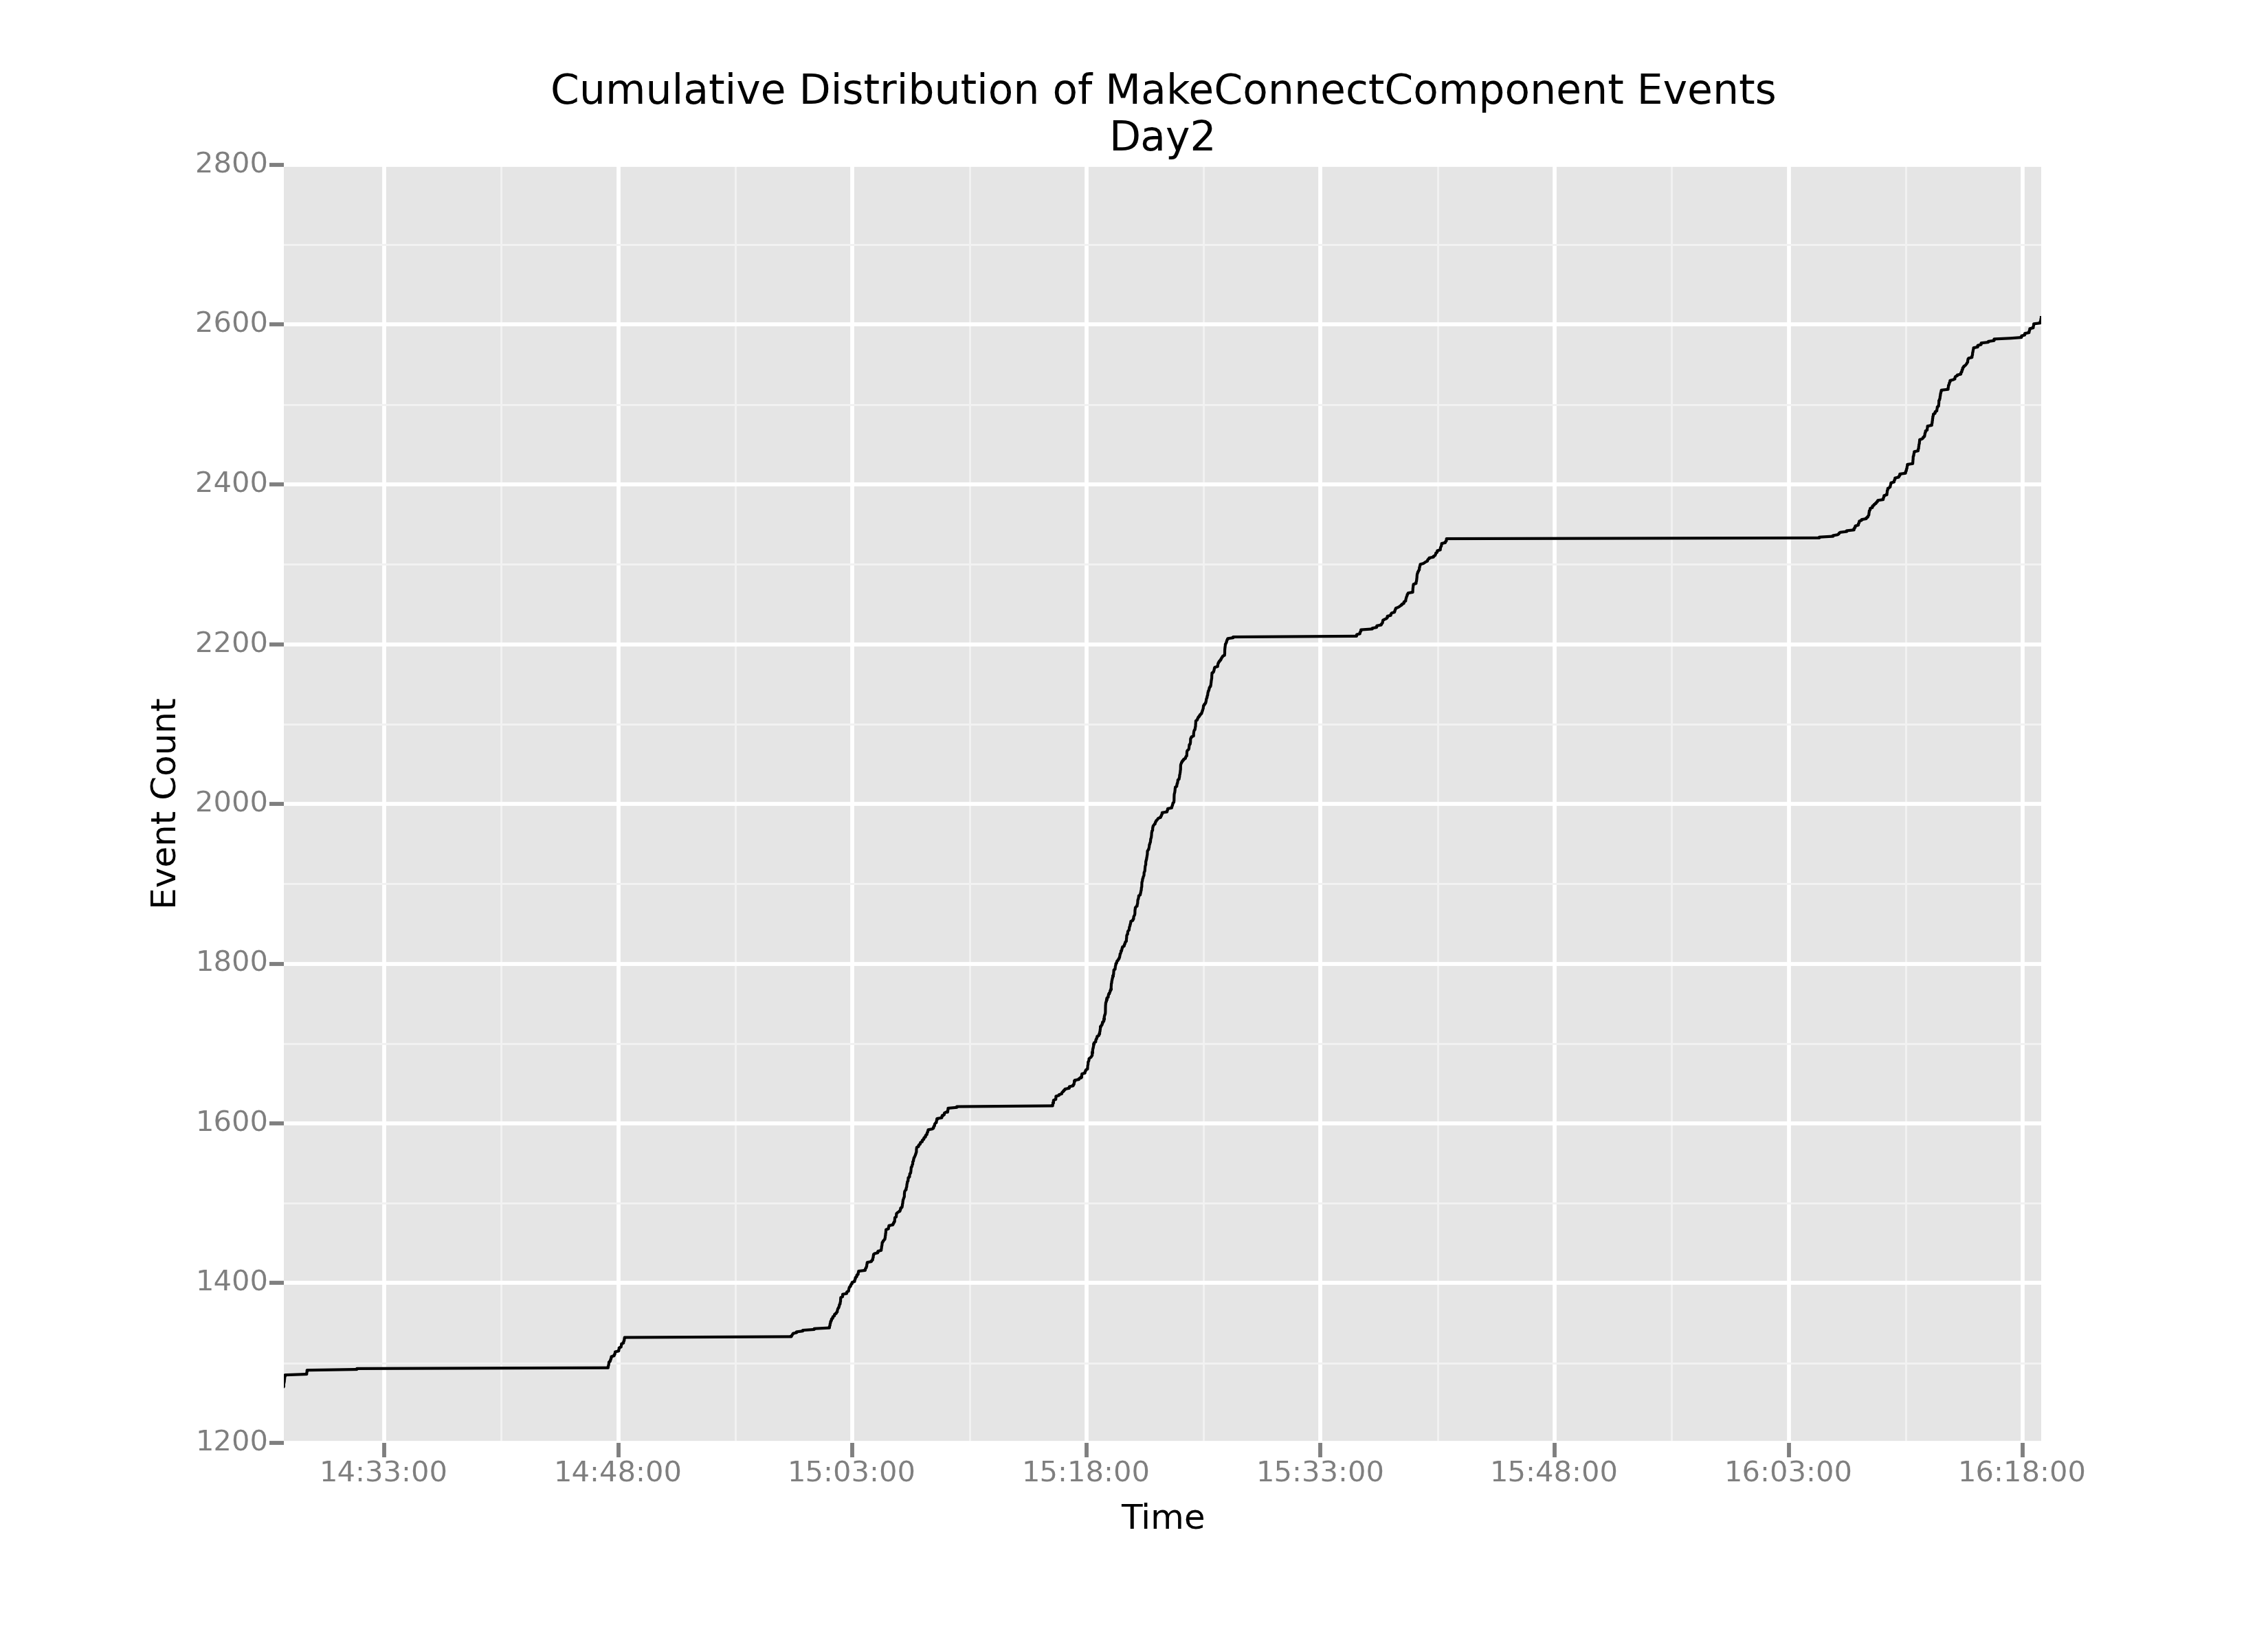 Cumulative Distribution of MakeConnectComponent Events
Day2
2800
2600
2400
2200
2000
1800
1600
1400
1200
Event Count
14:33:00 14:48:00 15:03:00 15:18:00 15:33:00 15:48:00 16:03:00 16:18:00
Time